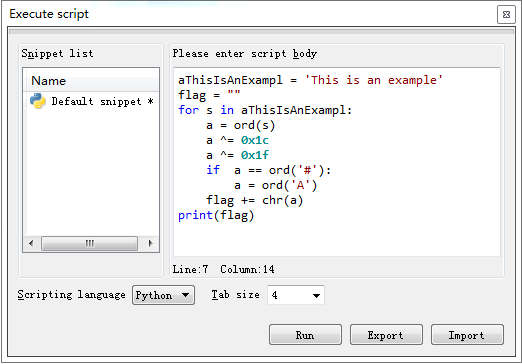 Execute script
Snippet list
Name
Default snippet *
Please enter script body
aThisIsAnExampl = 'This is an example'
flag = ""
for s in aThisIsAnExampl:
    a = ord(s)
    a ^= 0x1c
    a ^= 0x1f
    if  a == ord('#'):
        a = ord('A')
    flag += chr(a)
print(flag)
Line:7  Column:14
Scripting language Python Tab size 4
Run Export Import